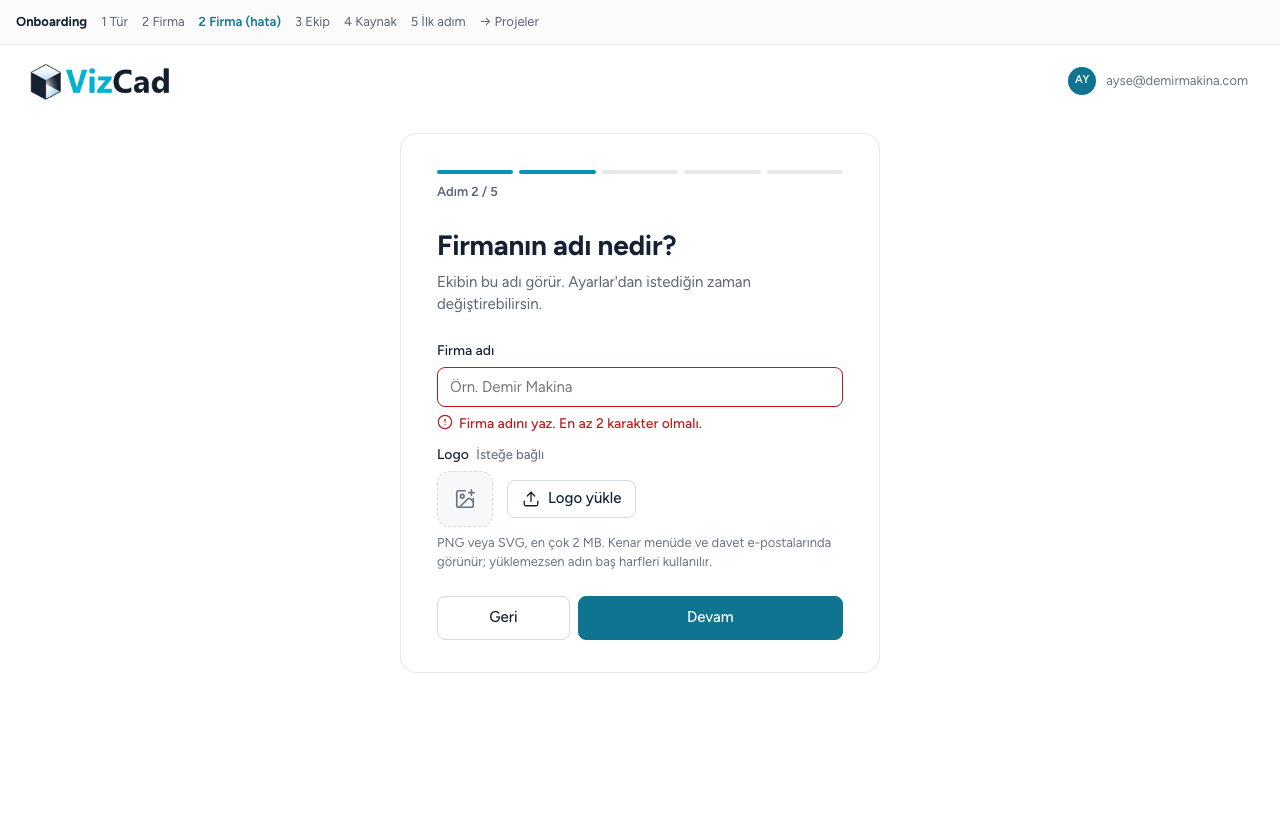 Onboarding 1 Tür 2 Firma 2 Firma (hata) 3 Ekip 4 Kaynak 5 İlk adım → Projeler
VizCad
AY ayse@demirmakina.com
Adım 2 / 5
Firmanın adı nedir?
Ekibin bu adı görür. Ayarlar'dan istediğin zaman
değiştirebilirsin.
Firma adı
Örn. Demir Makina
Firma adını yaz. En az 2 karakter olmalı.
Logo İsteğe bağlı
Logo yükle
PNG veya SVG, en çok 2 MB. Kenar menüde ve davet e-postalarında
görünür; yüklemezsen adın baş harfleri kullanılır.
Geri
Devam